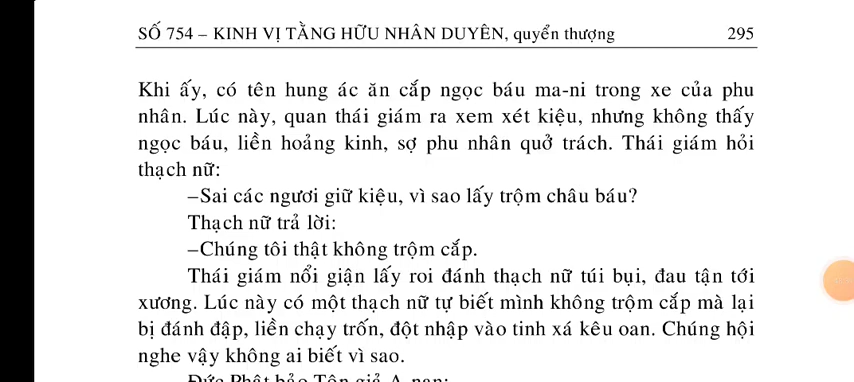 SỐ 754 – KINH VỊ TẰNG HỮU NHÂN DUYÊN, quyển thượng 295
Khi ấy, có tên hung ác ăn cắp ngọc báu ma-ni trong xe của phu
nhân. Lúc này, quan thái giám ra xem xét kiệu, nhưng không thấy
ngọc báu, liền hoảng kinh, sợ phu nhân quở trách. Thái giám hỏi
thạch nữ:
–Sai các ngươi giữ kiệu, vì sao lấy trộm châu báu?
Thạch nữ trả lời:
–Chúng tôi thật không trộm cắp.
Thái giám nổi giận lấy roi đánh thạch nữ túi bụi, đau tận tới
xương. Lúc này có một thạch nữ tự biết mình không trộm cắp mà lại
bị đánh đập, liền chạy trốn, đột nhập vào tinh xá kêu oan. Chúng hội
nghe vậy không ai biết vì sao.
Đức Phật bảo Tôn giả A-nan: